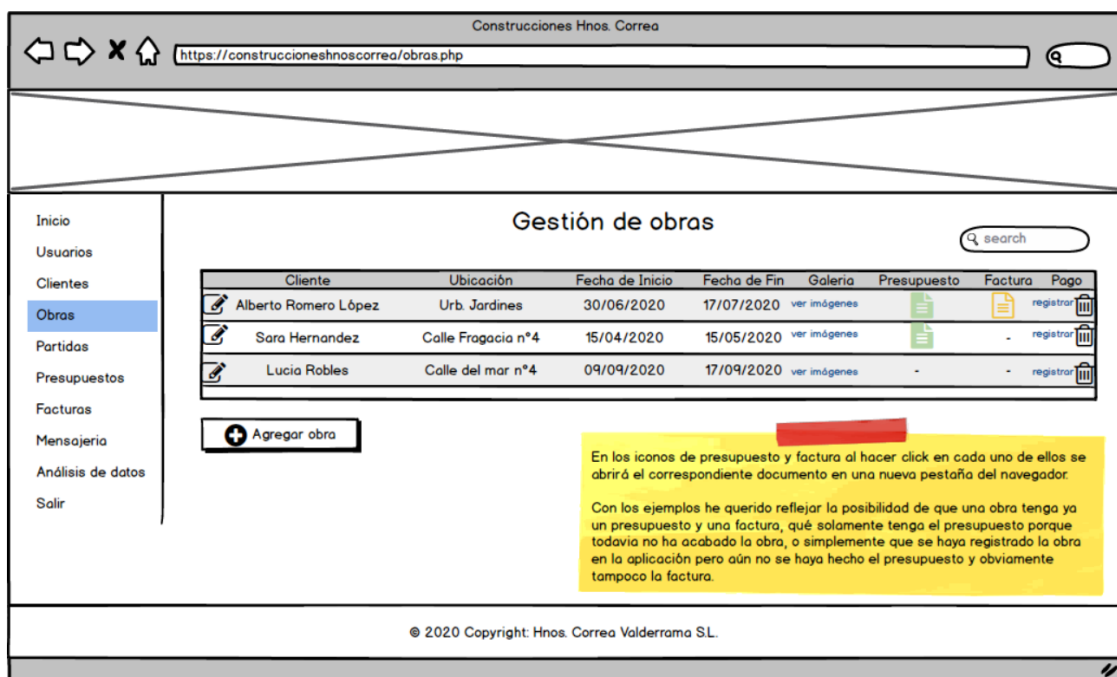 Construcciones Hnos. Correa
https://construccioneshnoscorrea/obras.php
Inicio
Usuarios
Clientes
Obras
Partidas
Presupuestos
Facturas
Mensajeria
Análisis de datos
Salir
Gestión de obras
search
Cliente Ubicación Fecha de Inicio Fecha de Fin Galeria Presupuesto Factura Pago
Alberto Romero López Urb. Jardines 30/06/2020 17/07/2020 ver imágenes registrar
Sara Hernandez Calle Fragacia nº4 15/04/2020 15/05/2020 ver imágenes - registrar
Lucia Robles Calle del mar nº4 09/09/2020 17/09/2020 ver imágenes - - registrar
Agregar obra
En los iconos de presupuesto y factura al hacer click en cada uno de ellos se
abrirá el correspondiente documento en una nueva pestaña del navegador.
Con los ejemplos he querido reflejar la posibilidad de que una obra tenga ya
un presupuesto y una factura, qué solamente tenga el presupuesto porque
todavia no ha acabado la obra, o simplemente que se haya registrado la obra
en la aplicación pero aún no se haya hecho el presupuesto y obviamente
tampoco la factura.
© 2020 Copyright: Hnos. Correa Valderrama S.L.